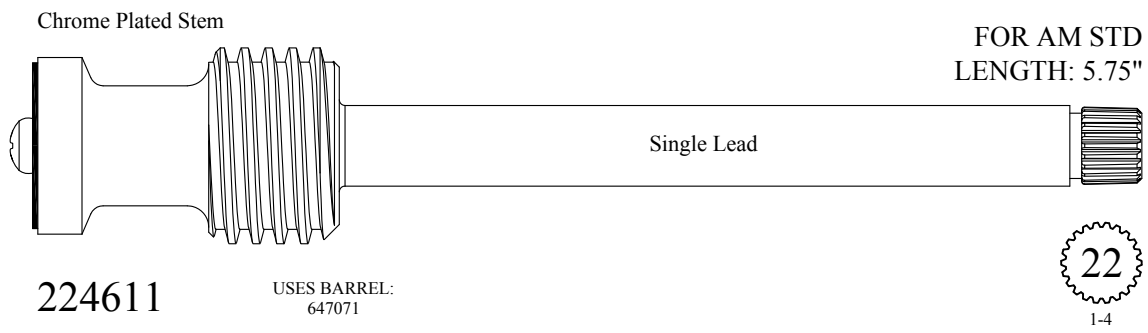 Chrome Plated Stem
FOR AM STD
LENGTH: 5.75"
Single Lead
224611
USES BARREL:
647071
22
1-4